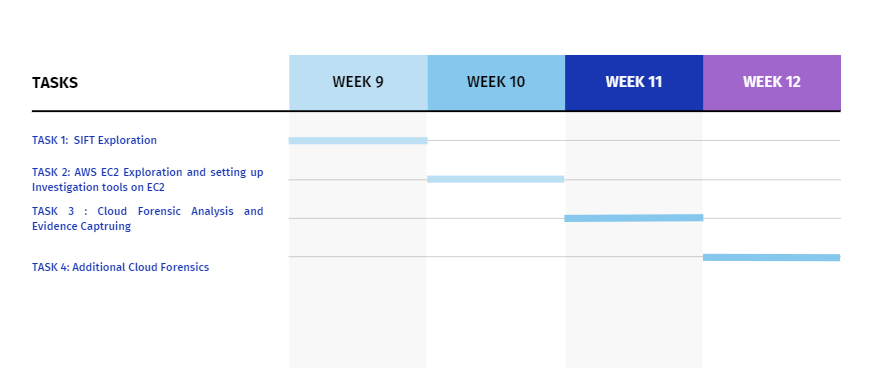 TASKS WEEK 9 WEEK 10 WEEK 11 WEEK 12
TASK 1: SIFT Exploration
TASK 2: AWS EC2 Exploration and setting up
Investigation tools on EC2
TASK 3 : Cloud Forensic Analysis and
Evidence Captruing
TASK 4: Additional Cloud Forensics